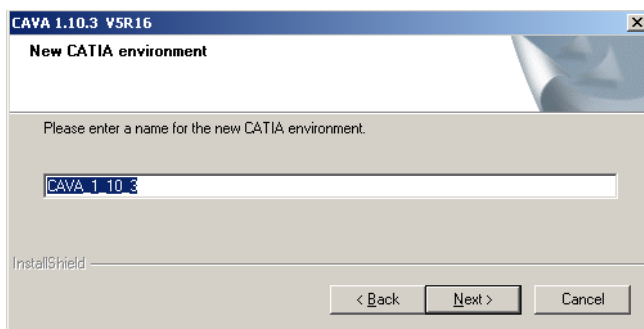 CAVA 1.10.3 V5R16
New CATIA environment
Please enter a name for the new CATIA environment.
CAVA_1_10_3
InstallShield
< Back
Next >
Cancel